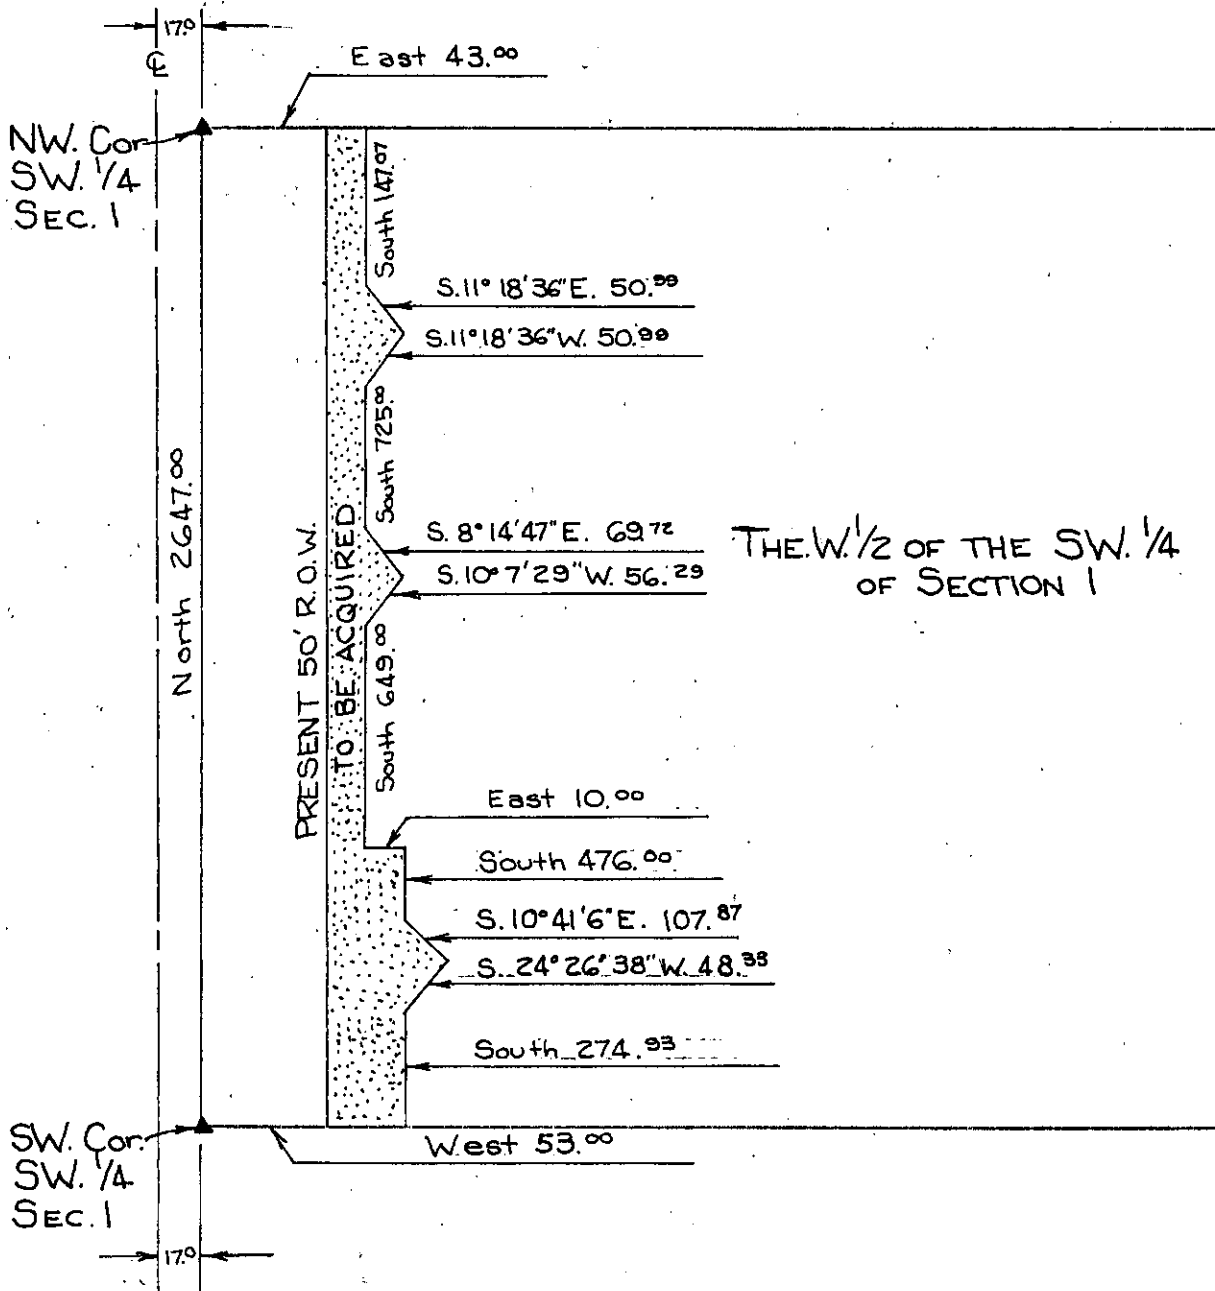 17.0
℄
East 43.00
NW. Cor
SW. 1/4
SEC. 1
South 147.07
S. 11° 18' 36" E. 50.99
S. 11° 18' 36" W. 50.99
South 725.00
North 2647.00
PRESENT 50' R.O.W.
TO BE ACQUIRED
S. 8° 14' 47" E. 69.72
S. 10° 7' 29" W. 56.29
THE W. 1/2 OF THE SW. 1/4
OF SECTION 1
South 649.00
East 10.00
South 476.00
S. 10° 41' 6" E. 107.87
S. 24° 26' 38" W. 48.33
South 274.93
SW. Cor.
SW. 1/4
SEC. 1
West 53.00
17.0